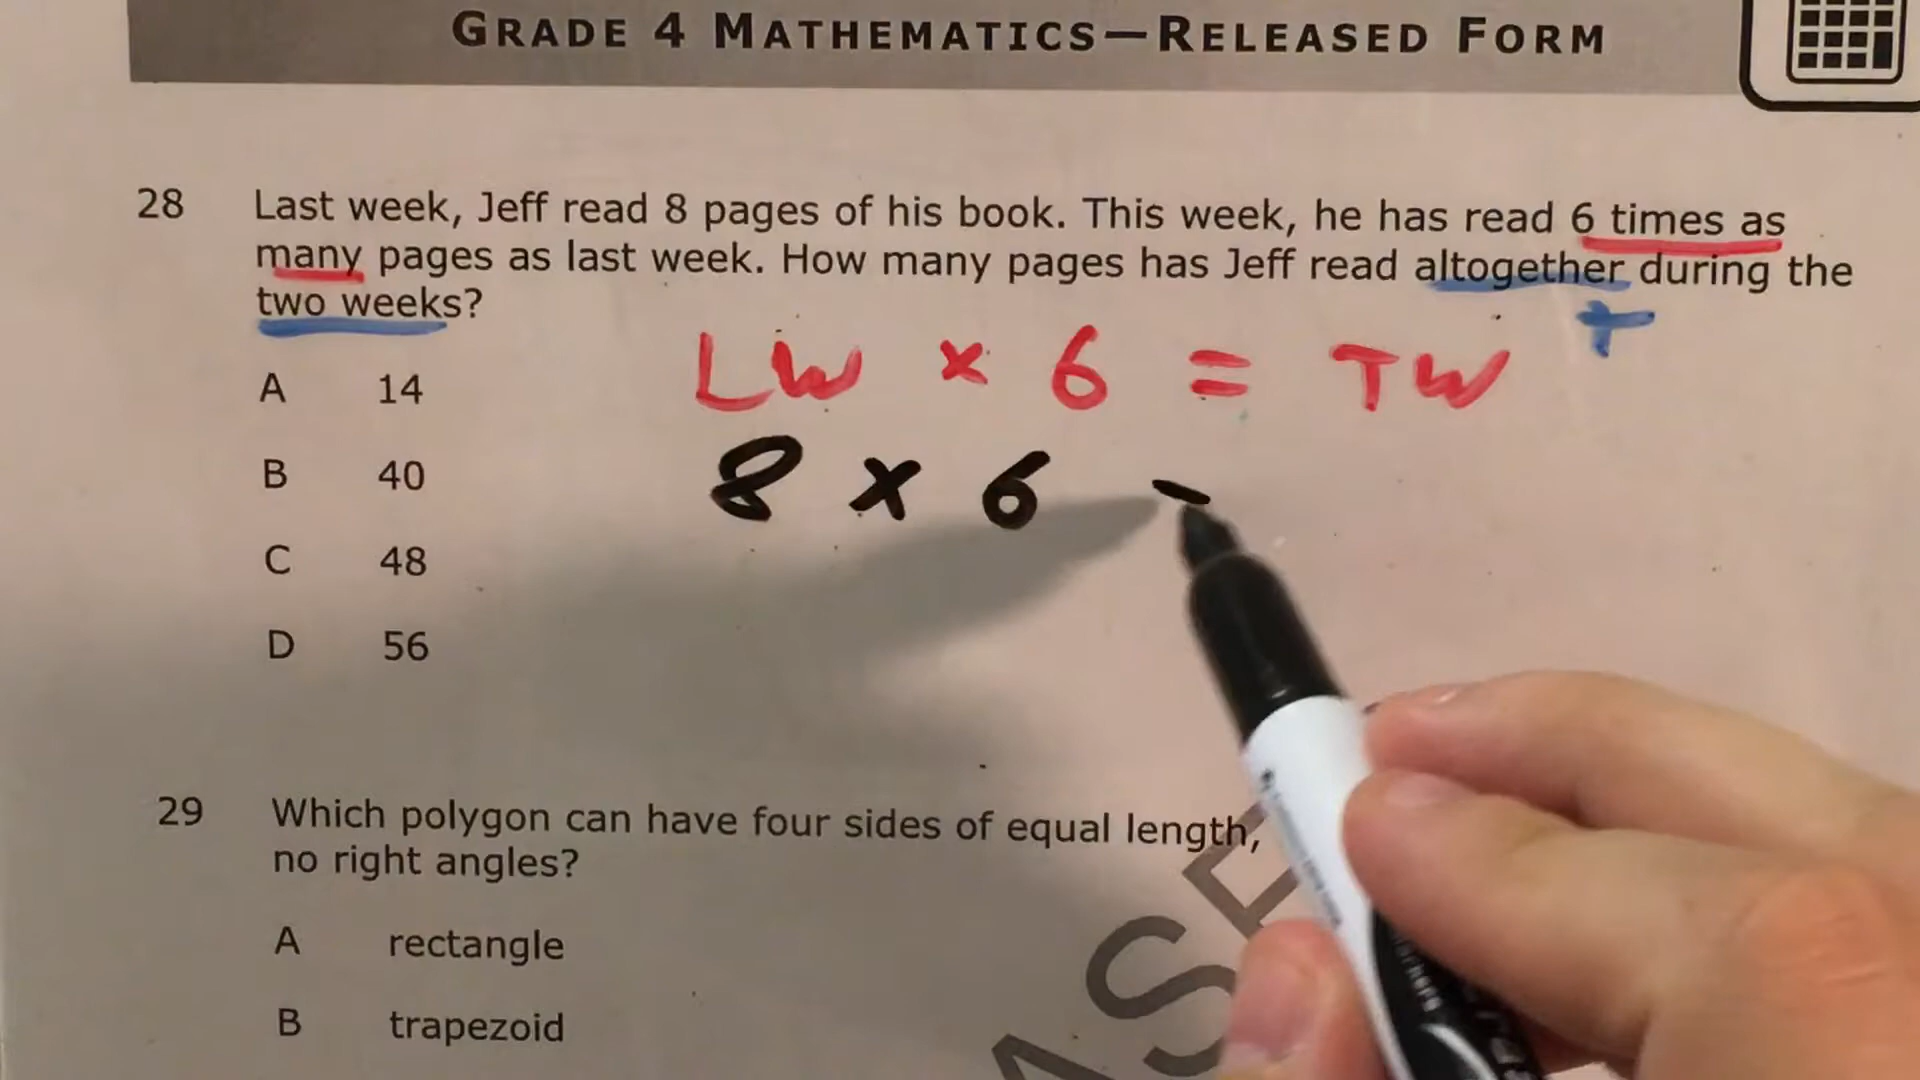 GRADE 4 MATHEMATICS—RELEASED FORM
28 Last week, Jeff read 8 pages of his book. This week, he has read 6 times as
many pages as last week. How many pages has Jeff read altogether during the
two weeks?
+
LW × 6 = TW
A 14
8 × 6 -
B 40
C 48
D 56
29 Which polygon can have four sides of equal length,
no right angles?
A rectangle
B trapezoid